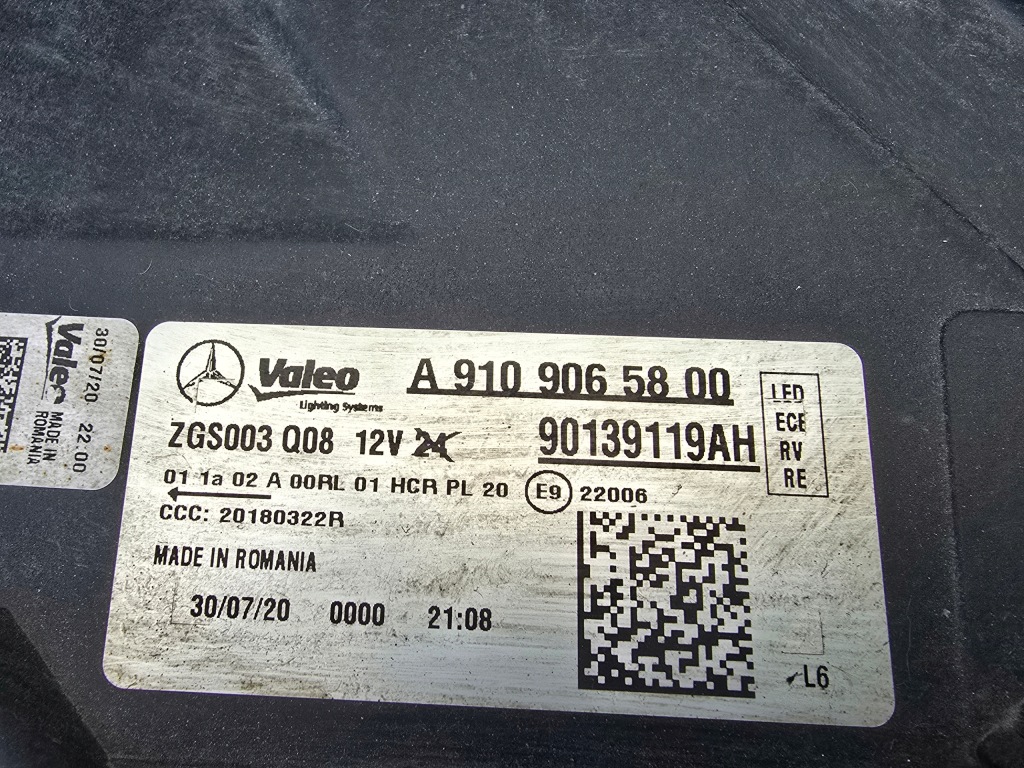 30/07/20 22:00
Valeo MADE IN
ROMANIA
Valeo A 910 906 58 00
Lighting Systems
ZGS003 Q08 12V 24 90139119AH
LED
ECE
RV
RE
01 1a 02 A 00RL 01 HCR PL 20 E9 22006
CCC: 20180322R
MADE IN ROMANIA
30/07/20 0000 21:08
L6